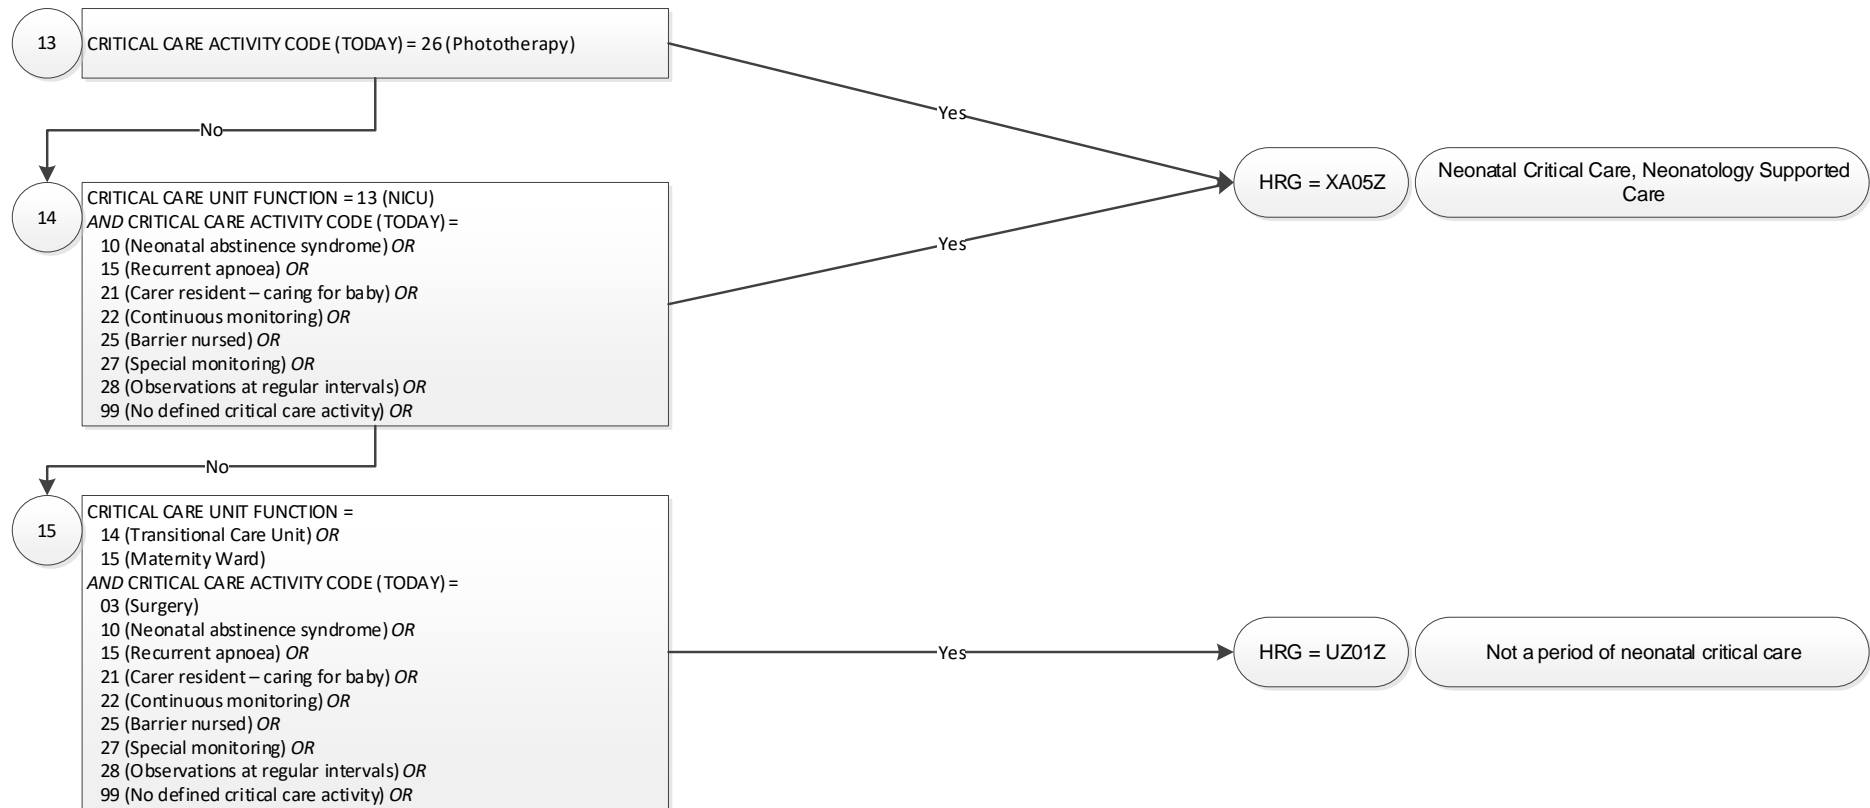 13
CRITICAL CARE ACTIVITY CODE (TODAY) = 26 (Phototherapy)
Yes
No
14
CRITICAL CARE UNIT FUNCTION = 13 (NICU)
AND CRITICAL CARE ACTIVITY CODE (TODAY) =
10 (Neonatal abstinence syndrome) OR
15 (Recurrent apnoea) OR
21 (Carer resident – caring for baby) OR
22 (Continuous monitoring) OR
25 (Barrier nursed) OR
27 (Special monitoring) OR
28 (Observations at regular intervals) OR
99 (No defined critical care activity) OR
Yes
HRG = XA05Z
Neonatal Critical Care, Neonatology Supported
Care
No
15
CRITICAL CARE UNIT FUNCTION =
14 (Transitional Care Unit) OR
15 (Maternity Ward)
AND CRITICAL CARE ACTIVITY CODE (TODAY) =
03 (Surgery)
10 (Neonatal abstinence syndrome) OR
15 (Recurrent apnoea) OR
21 (Carer resident – caring for baby) OR
22 (Continuous monitoring) OR
25 (Barrier nursed) OR
27 (Special monitoring) OR
28 (Observations at regular intervals) OR
99 (No defined critical care activity) OR
Yes
HRG = UZ01Z
Not a period of neonatal critical care